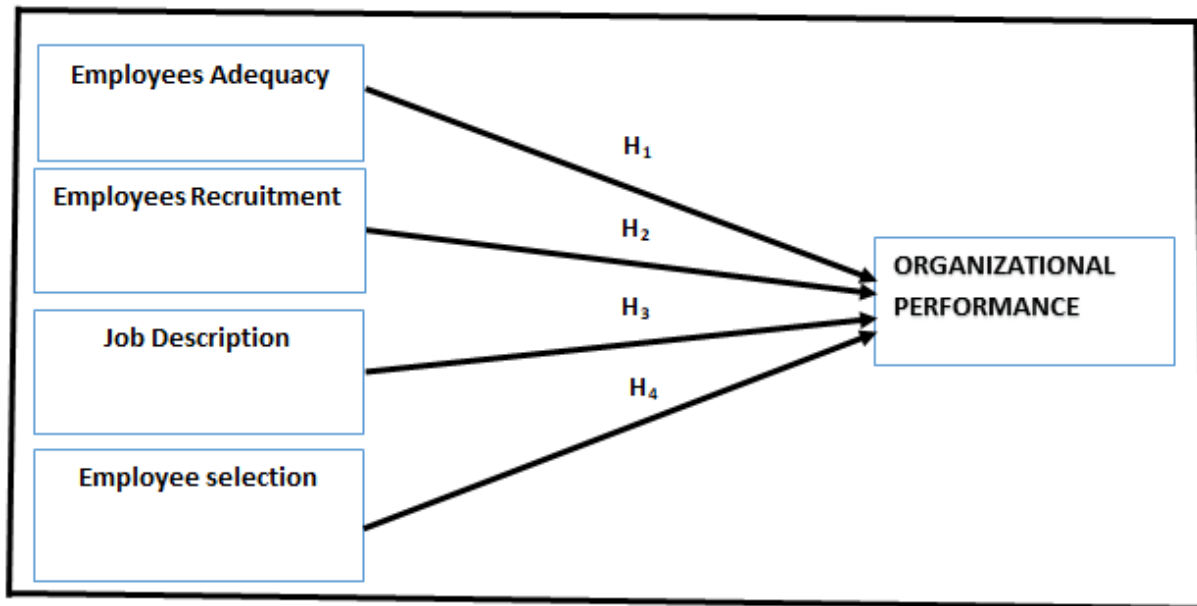 Employees Adequacy
H₁
Employees Recruitment
H₂
ORGANIZATIONAL
PERFORMANCE
H₃
Job Description
H₄
Employee selection